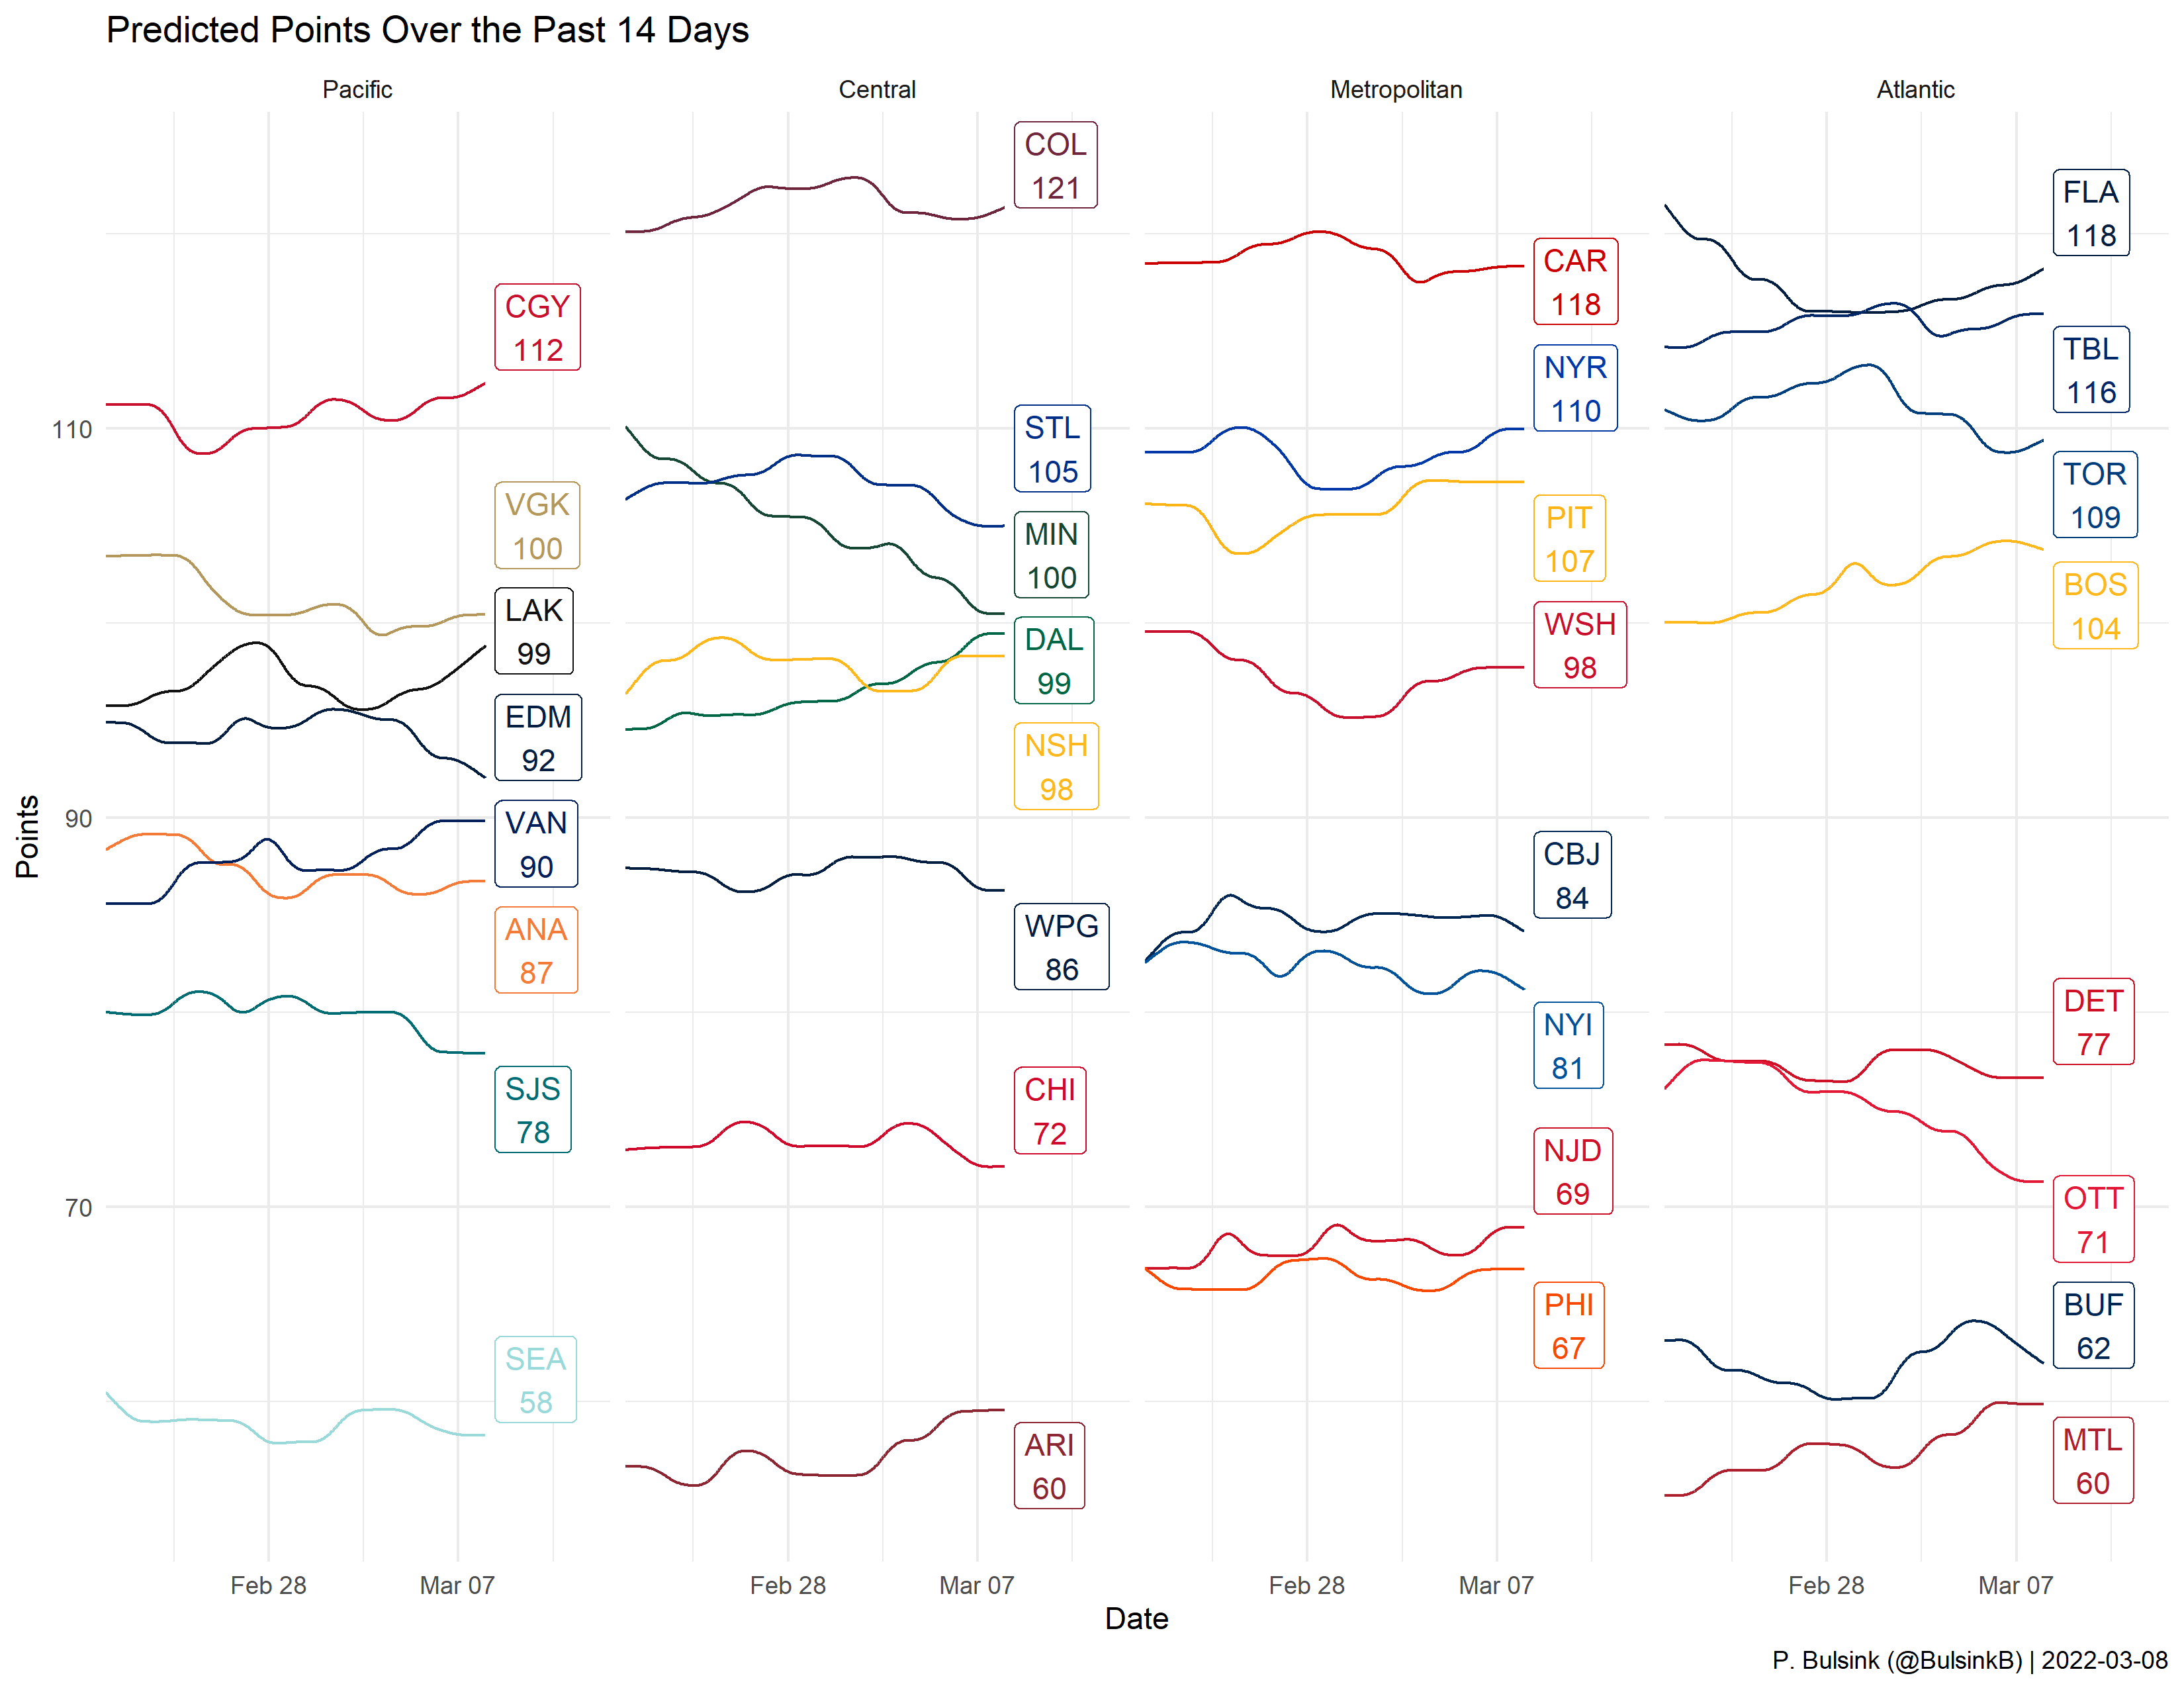 Predicted Points Over the Past 14 Days
Pacific
Central
Metropolitan
Atlantic
Points
110
90
70
CGY
112
VGK
100
LAK
99
EDM
92
VAN
90
ANA
87
SJS
78
SEA
58
COL
121
STL
105
MIN
100
DAL
99
NSH
98
WPG
86
CHI
72
ARI
60
CAR
118
NYR
110
PIT
107
WSH
98
CBJ
84
NYI
81
NJD
69
PHI
67
FLA
118
TBL
116
TOR
109
BOS
104
DET
77
OTT
71
BUF
62
MTL
60
Feb 28
Mar 07
Feb 28
Mar 07
Feb 28
Mar 07
Feb 28
Mar 07
Date
P. Bulsink (@BulsinkB) | 2022-03-08